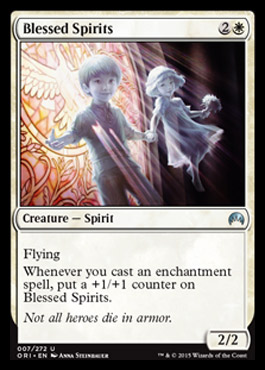 Blessed Spirits 2
Creature — Spirit
Flying
Whenever you cast an enchantment
spell, put a +1/+1 counter on
Blessed Spirits.
Not all heroes die in armor.
2/2
007/272 U
ORI • EN Anna Steinbauer ™ & © 2015 Wizards of the Coast